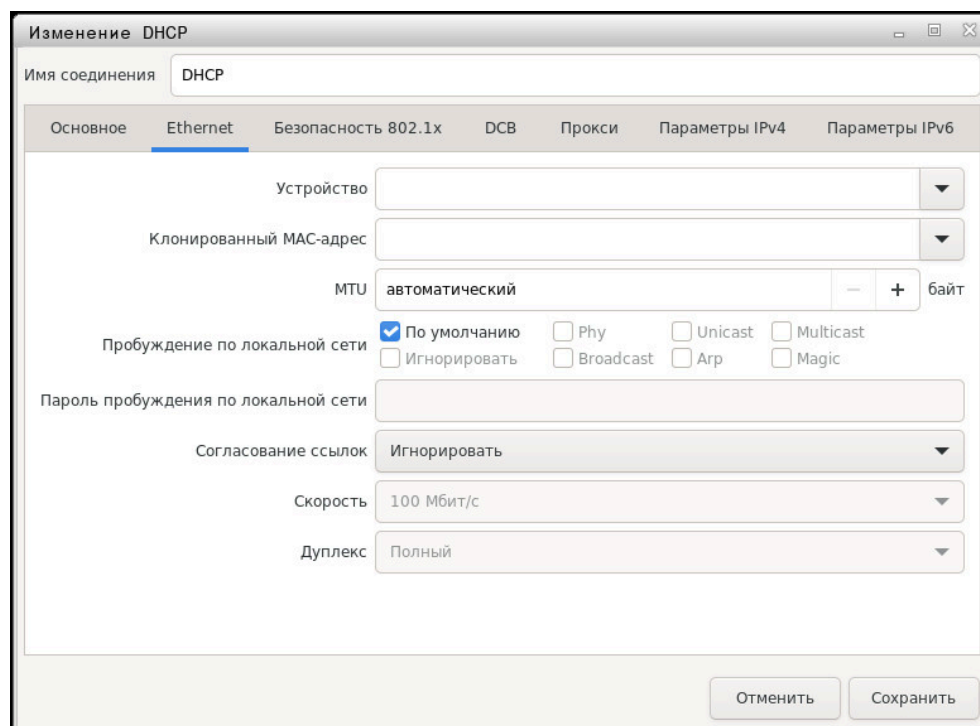 Изменение DHCP
Имя соединения DHCP
Основное Ethernet Безопасность 802.1x DCB Прокси Параметры IPv4 Параметры IPv6
Устройство
Клонированный MAC-адрес
MTU автоматический − + байт
Пробуждение по локальной сети
По умолчанию Phy Unicast Multicast
Игнорировать Broadcast Arp Magic
Пароль пробуждения по локальной сети
Согласование ссылок Игнорировать
Скорость 100 Мбит/с
Дуплекс Полный
Отменить Сохранить